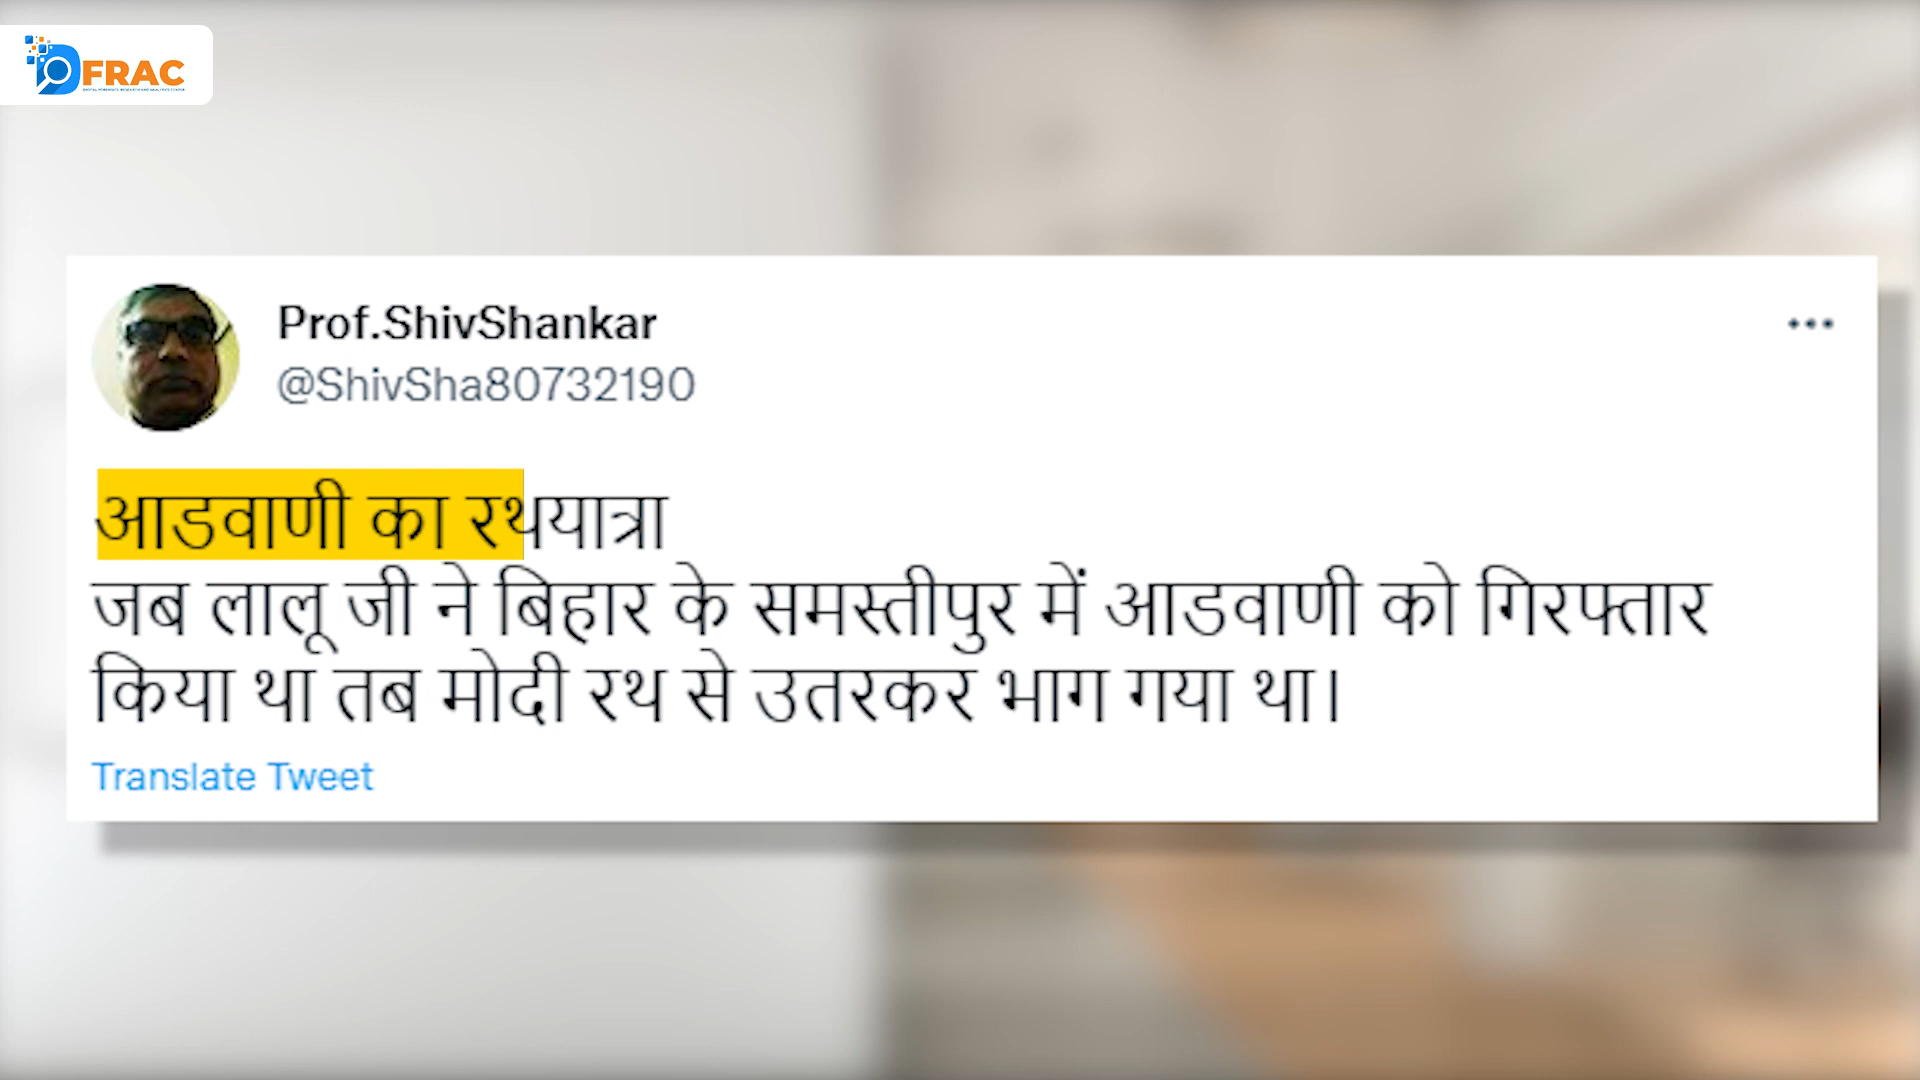 DFRAC
Prof.ShivShankar
@ShivSha80732190
आडवाणी का रथयात्रा
जब लालू जी ने बिहार के समस्तीपुर में आडवाणी को गिरफ्तार
किया था तब मोदी रथ से उतरकर भाग गया था।
Translate Tweet